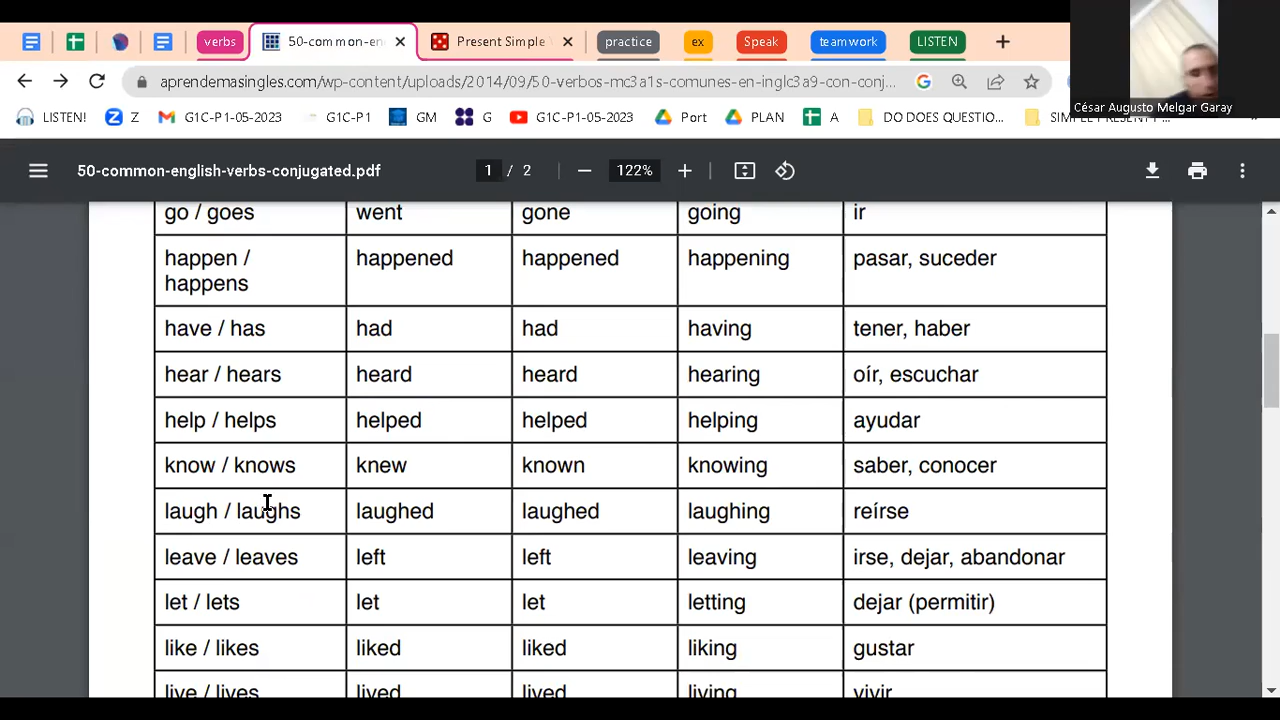 verbs 50-common-en Present Simple practice ex Speak teamwork LISTEN
aprendemasingles.com/wp-content/uploads/2014/09/50-verbos-mc3a1s-comunes-en-inglc3a9-con-conj...
César Augusto Melgar Garay
LISTEN! Z G1C-P1-05-2023 G1C-P1 GM G G1C-P1-05-2023 Port PLAN A DO DOES QUESTIO...
50-common-english-verbs-conjugated.pdf 1 / 2 122%
go / goes went gone going ir
happen / happened happened happening pasar, suceder
happens
have / has had had having tener, haber
hear / hears heard heard hearing oír, escuchar
help / helps helped helped helping ayudar
know / knows knew known knowing saber, conocer
laugh / laughs laughed laughed laughing reírse
leave / leaves left left leaving irse, dejar, abandonar
let / lets let let letting dejar (permitir)
like / likes liked liked liking gustar
live / lives lived lived living vivir